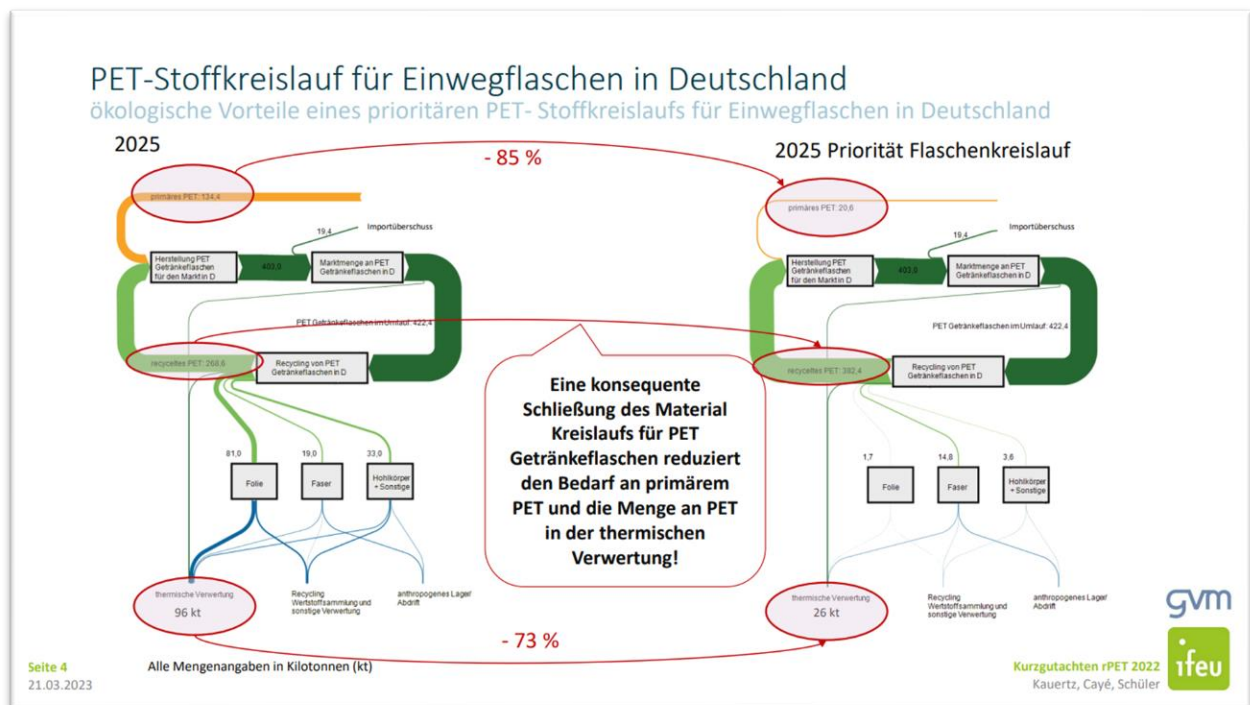 PET-Stoffkreislauf für Einwegflaschen in Deutschland
ökologische Vorteile eines prioritären PET- Stoffkreislaufs für Einwegflaschen in Deutschland
2025
- 85 %
2025 Priorität Flaschenkreislauf
primäres PET: 134,4
19,4
Importüberschuss
Herstellung PET
Getränkeflaschen
für den Markt in D
403,0
Marktmenge an PET
Getränkeflaschen in D
PET Getränkeflaschen im Umlauf: 422,4
recyceltes PET: 268,6
Recycling von PET
Getränkeflaschen in D
81,0
19,0
33,0
Folie
Faser
Hohlkörper
+ Sonstige
thermische Verwertung
96 kt
Recycling
Wertstoffsammlung und
sonstige Verwertung
anthropogenes Lager/
Abdrift
Eine konsequente
Schließung des Material
Kreislaufs für PET
Getränkeflaschen reduziert
den Bedarf an primärem
PET und die Menge an PET
in der thermischen
Verwertung!
primäres PET: 20,6
19,4
Importüberschuss
Herstellung PET
Getränkeflaschen
für den Markt in D
403,0
Marktmenge an PET
Getränkeflaschen in D
PET Getränkeflaschen im Umlauf: 422,4
recyceltes PET: 382,4
Recycling von PET
Getränkeflaschen in D
1,7
14,8
3,6
Folie
Faser
Hohlkörper
+ Sonstige
thermische Verwertung
26 kt
Recycling
Wertstoffsammlung und
sonstige Verwertung
anthropogenes Lager/
Abdrift
- 73 %
gvm
ifeu
Seite 4
21.03.2023
Alle Mengenangaben in Kilotonnen (kt)
Kurzgutachten rPET 2022
Kauertz, Cayé, Schüler